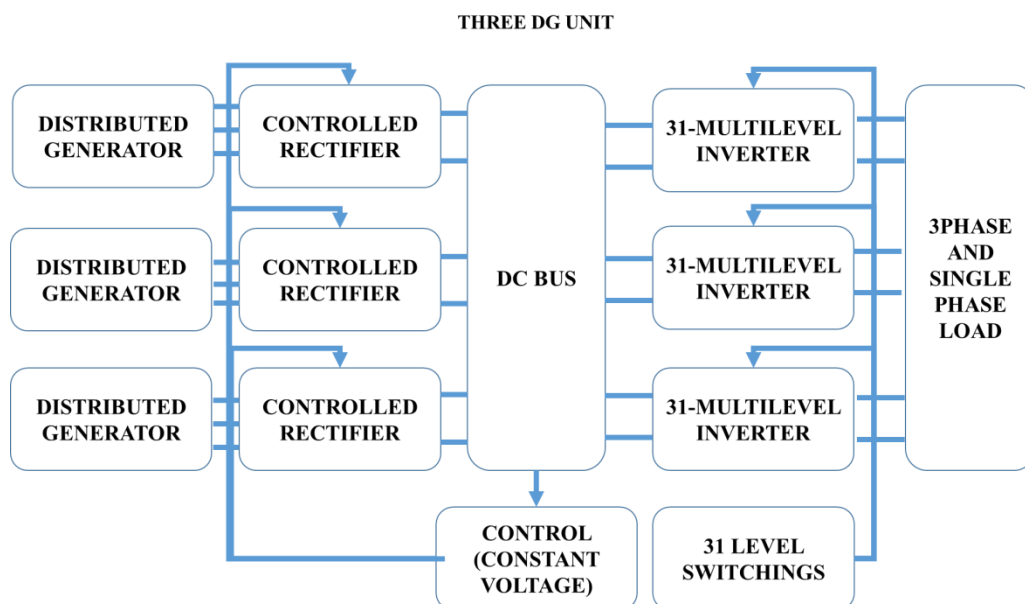 THREE DG UNIT
DISTRIBUTED
GENERATOR
CONTROLLED
RECTIFIER
DC BUS
31-MULTILEVEL
INVERTER
3PHASE
AND
SINGLE
PHASE
LOAD
DISTRIBUTED
GENERATOR
CONTROLLED
RECTIFIER
31-MULTILEVEL
INVERTER
DISTRIBUTED
GENERATOR
CONTROLLED
RECTIFIER
31-MULTILEVEL
INVERTER
CONTROL
(CONSTANT
VOLTAGE)
31 LEVEL
SWITCHINGS